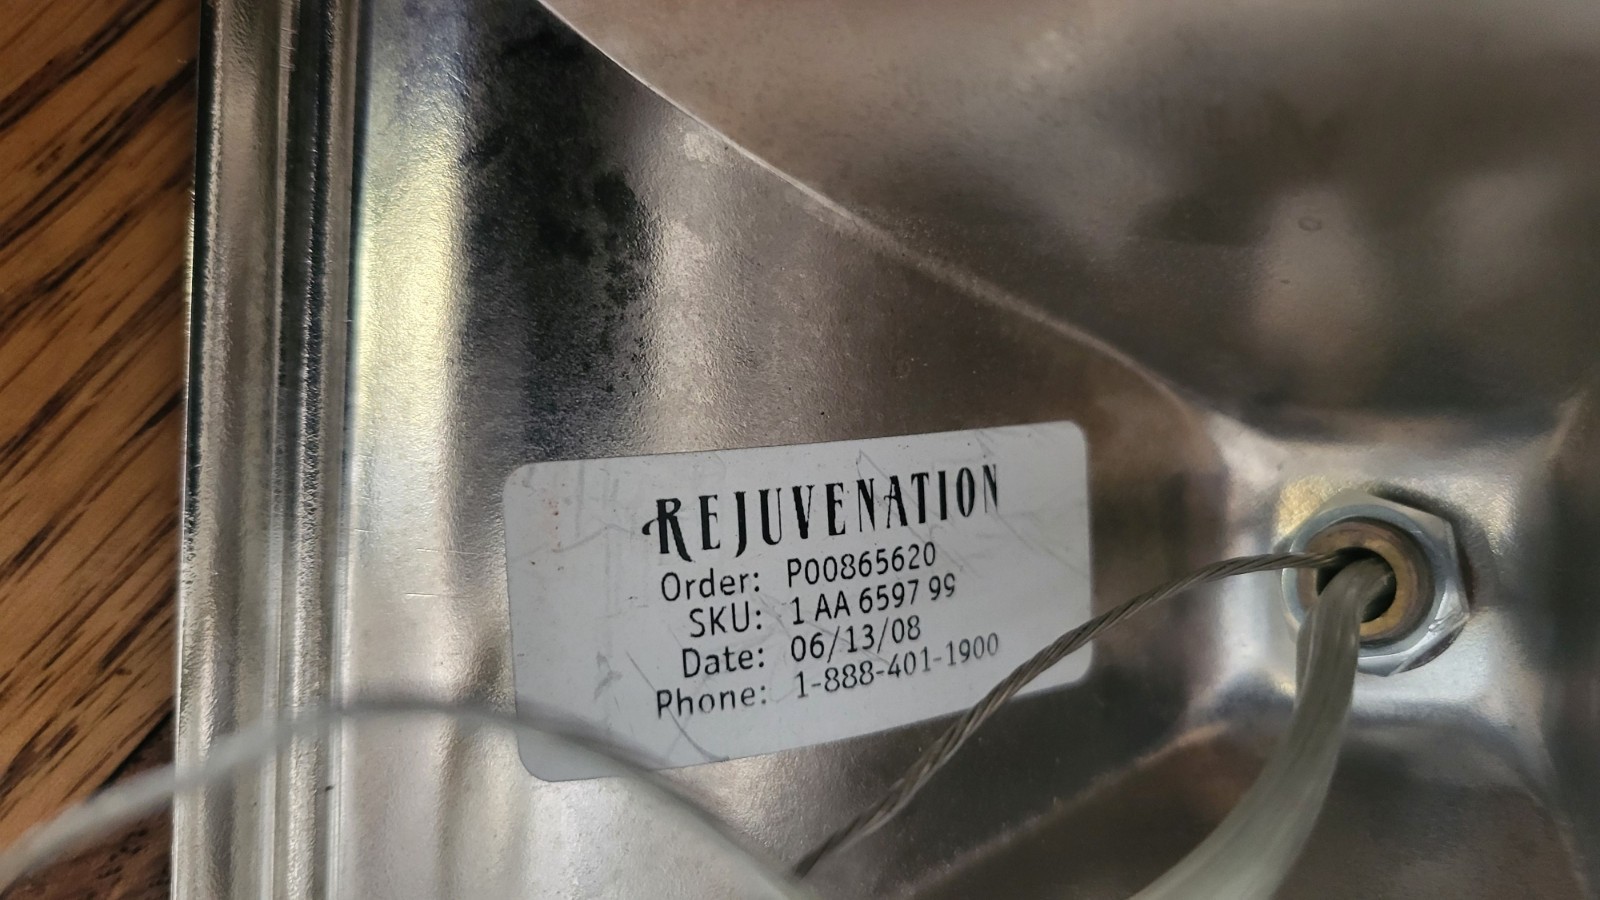 REJUVENATION
Order: P00865620
SKU: 1 AA 6597 99
Date: 06/13/08
Phone: 1-888-401-1900